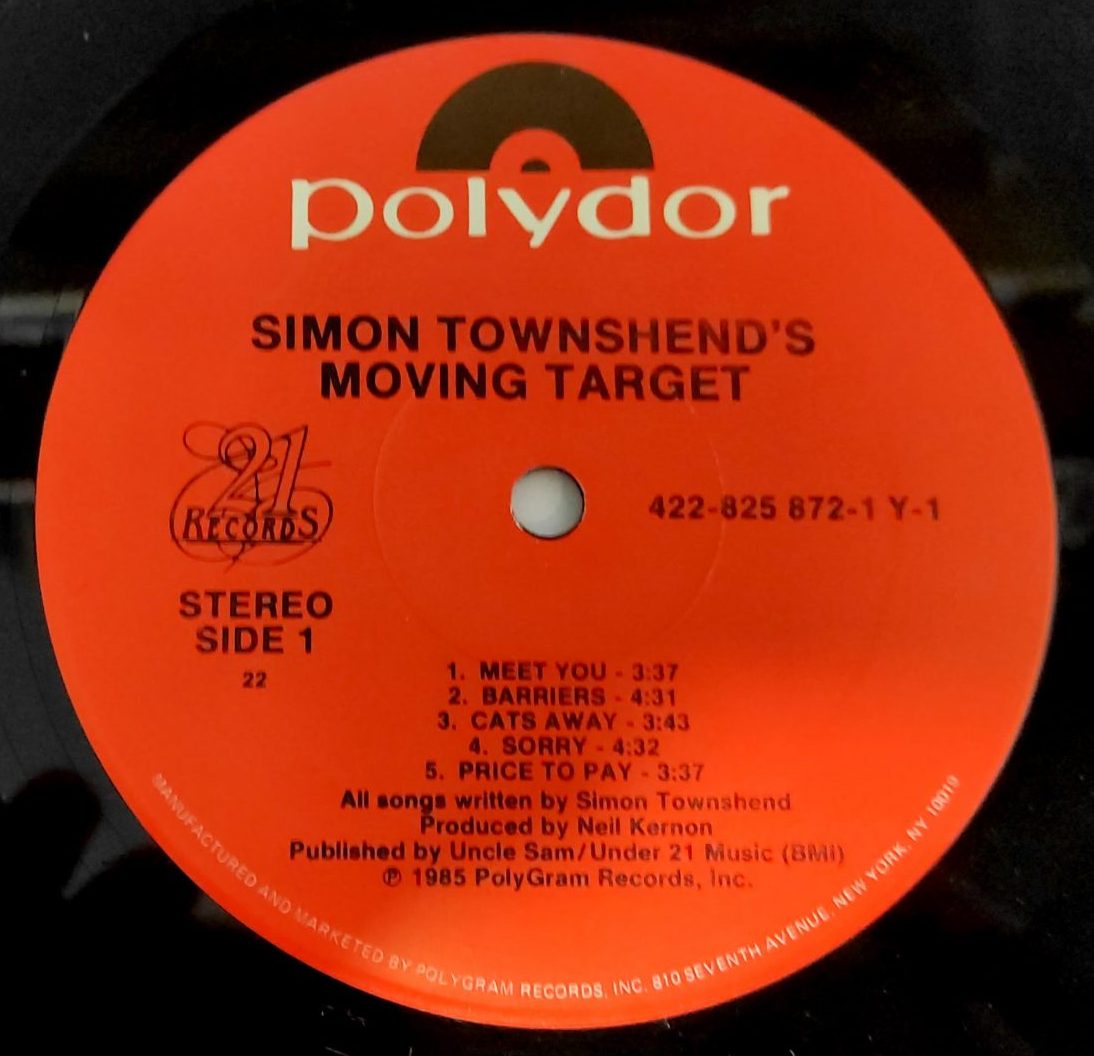 polydor
SIMON TOWNSHEND'S
MOVING TARGET
21
RECORDS
422-825 872-1 Y-1
STEREO
SIDE 1
22
1. MEET YOU - 3:37
2. BARRIERS - 4:31
3. CATS AWAY - 3:43
4. SORRY - 4:32
5. PRICE TO PAY - 3:37
All songs written by Simon Townshend
Produced by Neil Kernon
Published by Uncle Sam/Under 21 Music (BMI)
℗ 1985 PolyGram Records, Inc.
MANUFACTURED AND MARKETED BY POLYGRAM RECORDS, INC. 810 SEVENTH AVENUE, NEW YORK, NY 10019